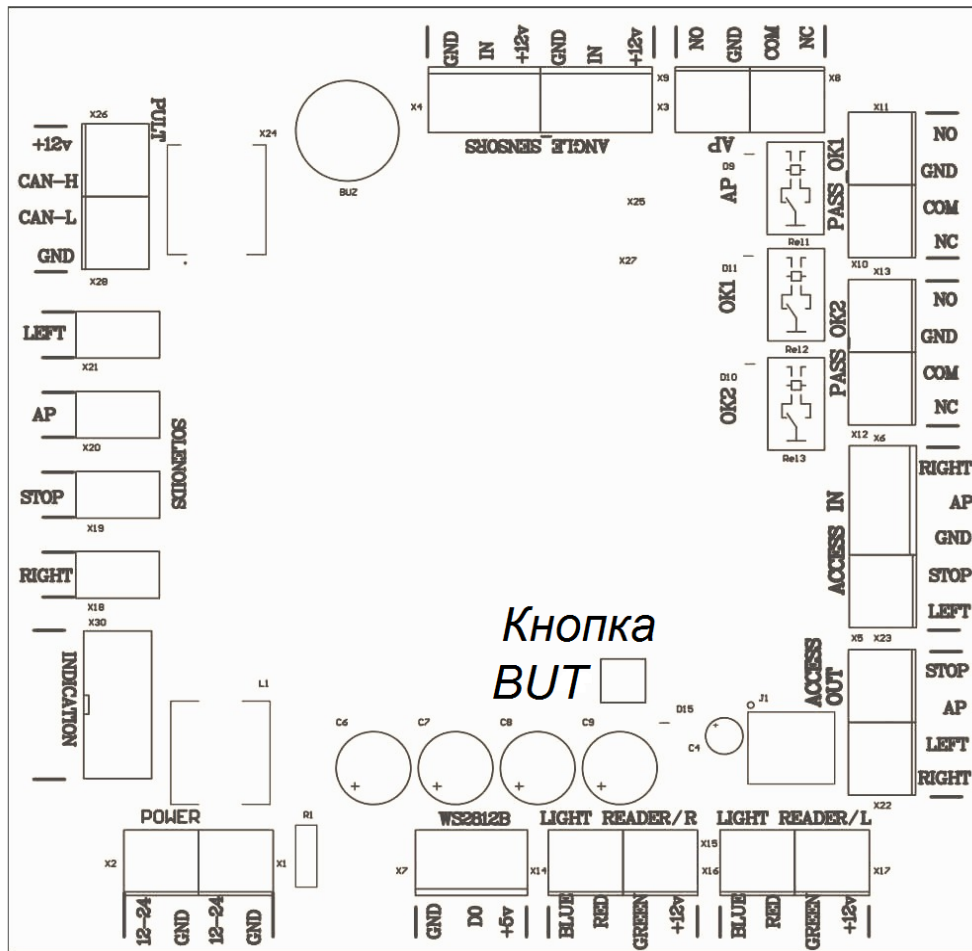 GND IN +12v GND IN +12v
NO GND COM NC
X4 X9 X3 X8
ANGLE_SENSORS
AP
X26
PULT
X24
+12v
CAN-H
CAN-L
GND
X28
BUZ
X25
X27
D9
AP
Rel1
D11
OK1
Rel2
D10
OK2
Rel3
X11
PASS_OK1
NO
GND
COM
NC
X10
X13
PASS_OK2
NO
GND
COM
NC
X12
X6
ACCESS IN
RIGHT
AP
GND
STOP
LEFT
X5 X23
ACCESS
OUT
STOP
AP
LEFT
RIGHT
X22
LEFT
X21
AP
X20
SOLENOIDS
STOP
X19
RIGHT
X18
X30
INDICATION
L1
Кнопка
BUT
C6 C7 C8 C9
D15
C4
J1
POWER
X2 X1
R1
12-24 GND 12-24 GND
WS2812B
X7
GND D0 +5v
LIGHT READER/R
X14 X15
BLUE RED GREEN +12v
LIGHT READER/L
X16 X17
BLUE RED GREEN +12v